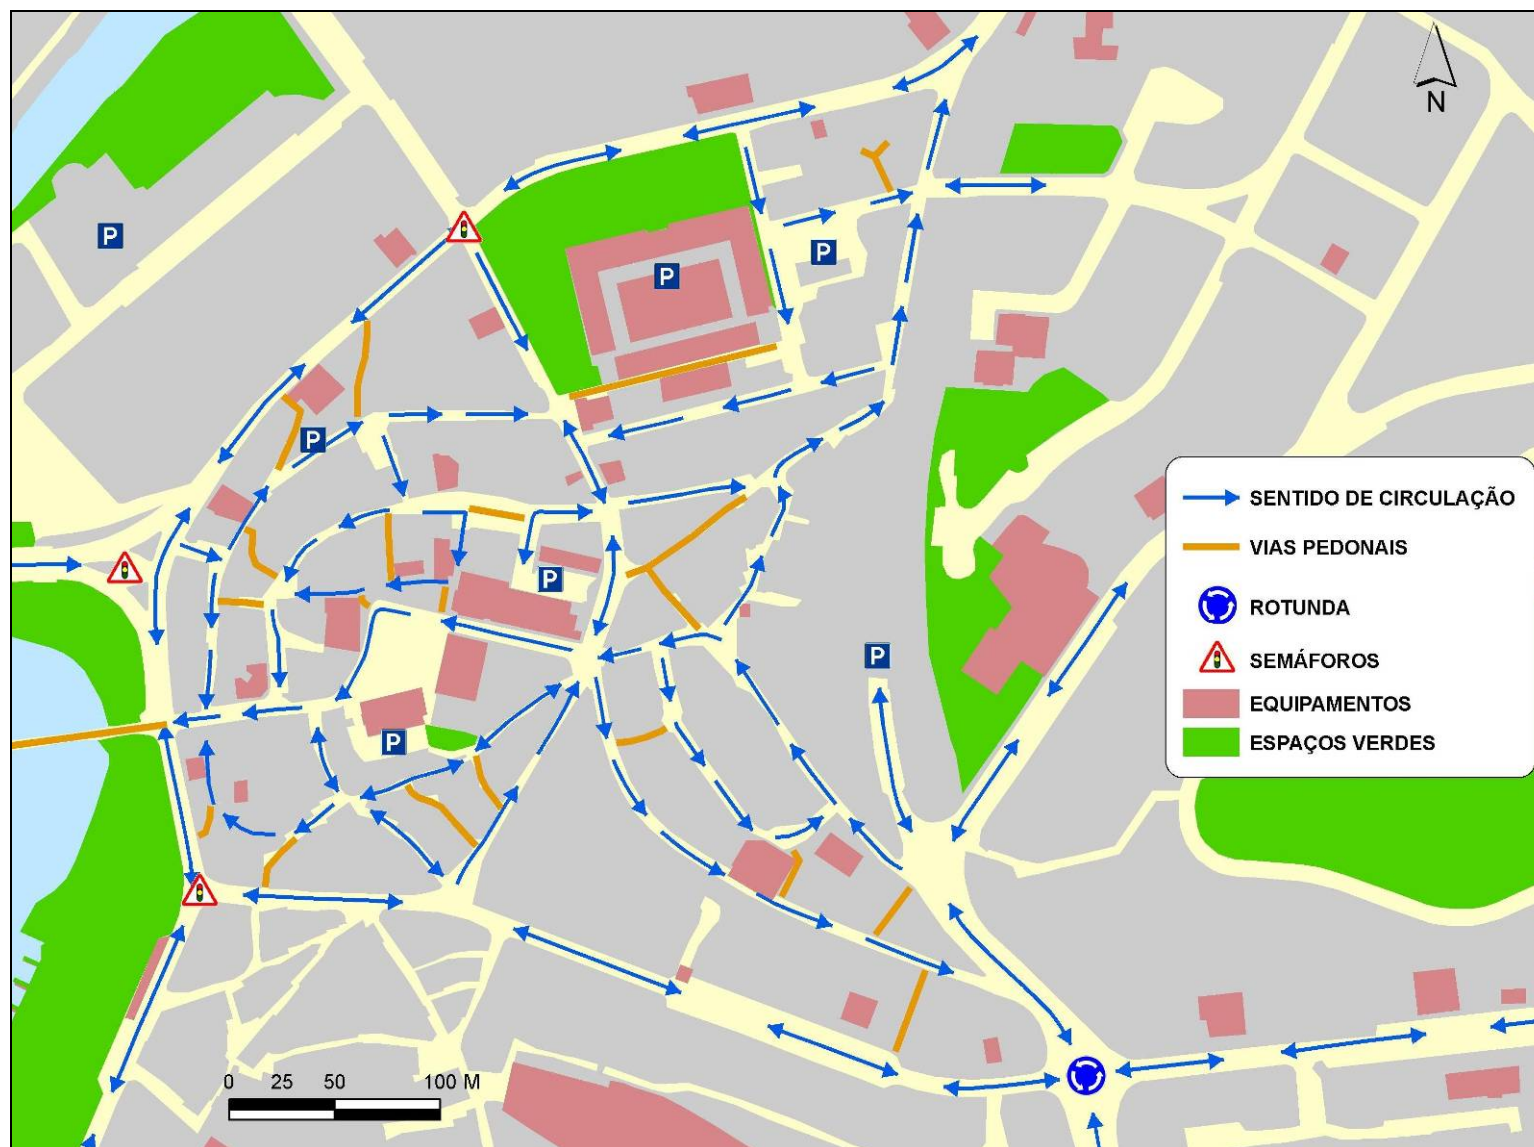 N
P
P
P
P
P
P
P
SENTIDO DE CIRCULAÇÃO
VIAS PEDONAIS
ROTUNDA
SEMÁFOROS
EQUIPAMENTOS
ESPAÇOS VERDES
0 25 50 100 M